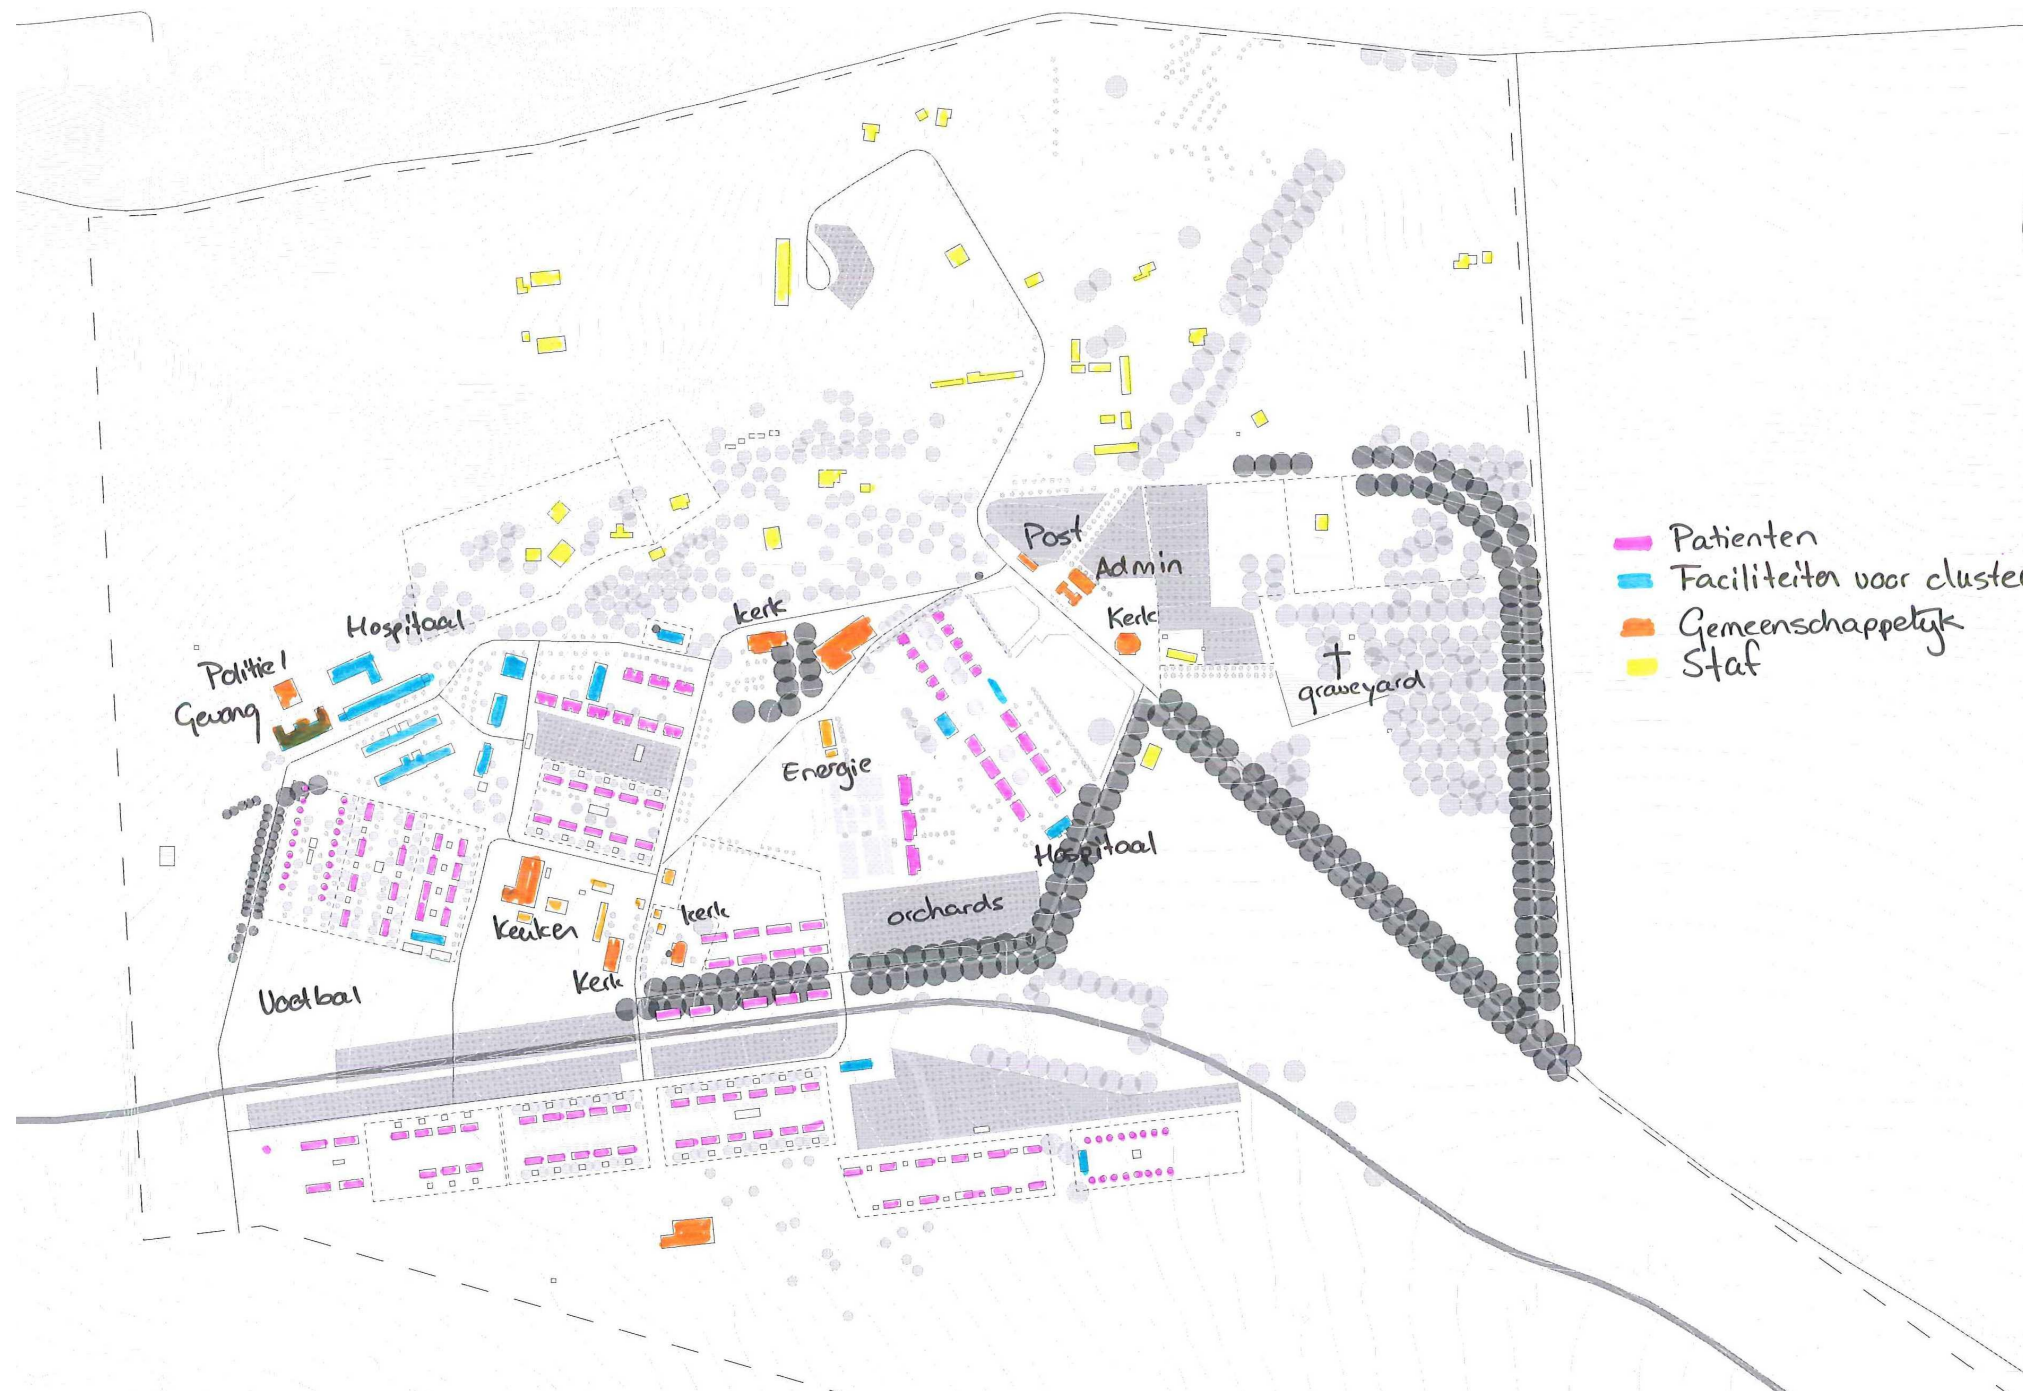 Post
Admin
Kerk
kerk
Hospitaal
Politie
Gevang
graveyard
Energie
Hospitaal
orchards
Keuken
kerk
Kerk
Voetbal
Patienten
Faciliteiten voor cluster
Gemeenschappelyk
Staf